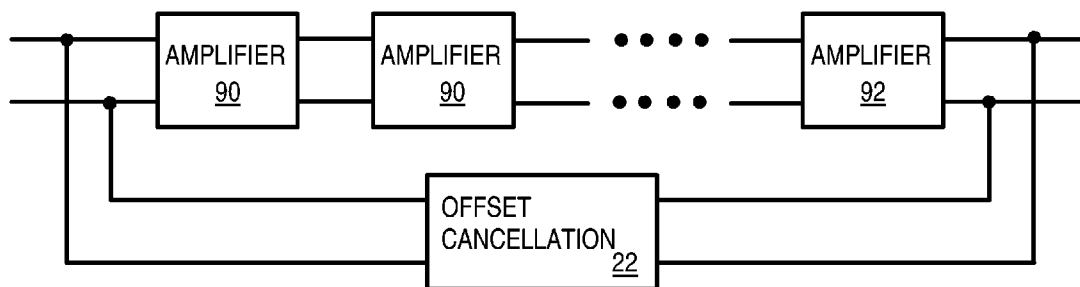 AMPLIFIER
90
AMPLIFIER
90
AMPLIFIER
92
OFFSET
CANCELLATION
22